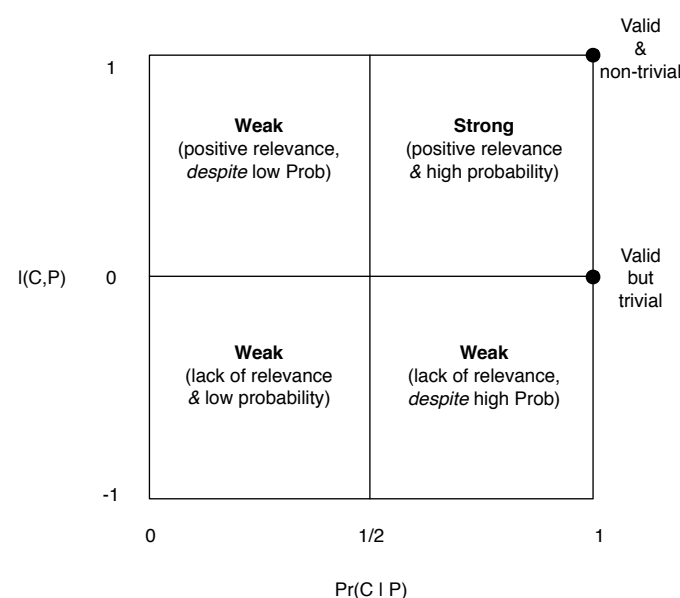 Valid
&
non-trivial
1
Weak
(positive relevance,
despite low Prob)
Strong
(positive relevance
& high probability)
l(C,P)
0
Valid
but
trivial
Weak
(lack of relevance
& low probability)
Weak
(lack of relevance,
despite high Prob)
-1
0
1/2
1
Pr(C | P)